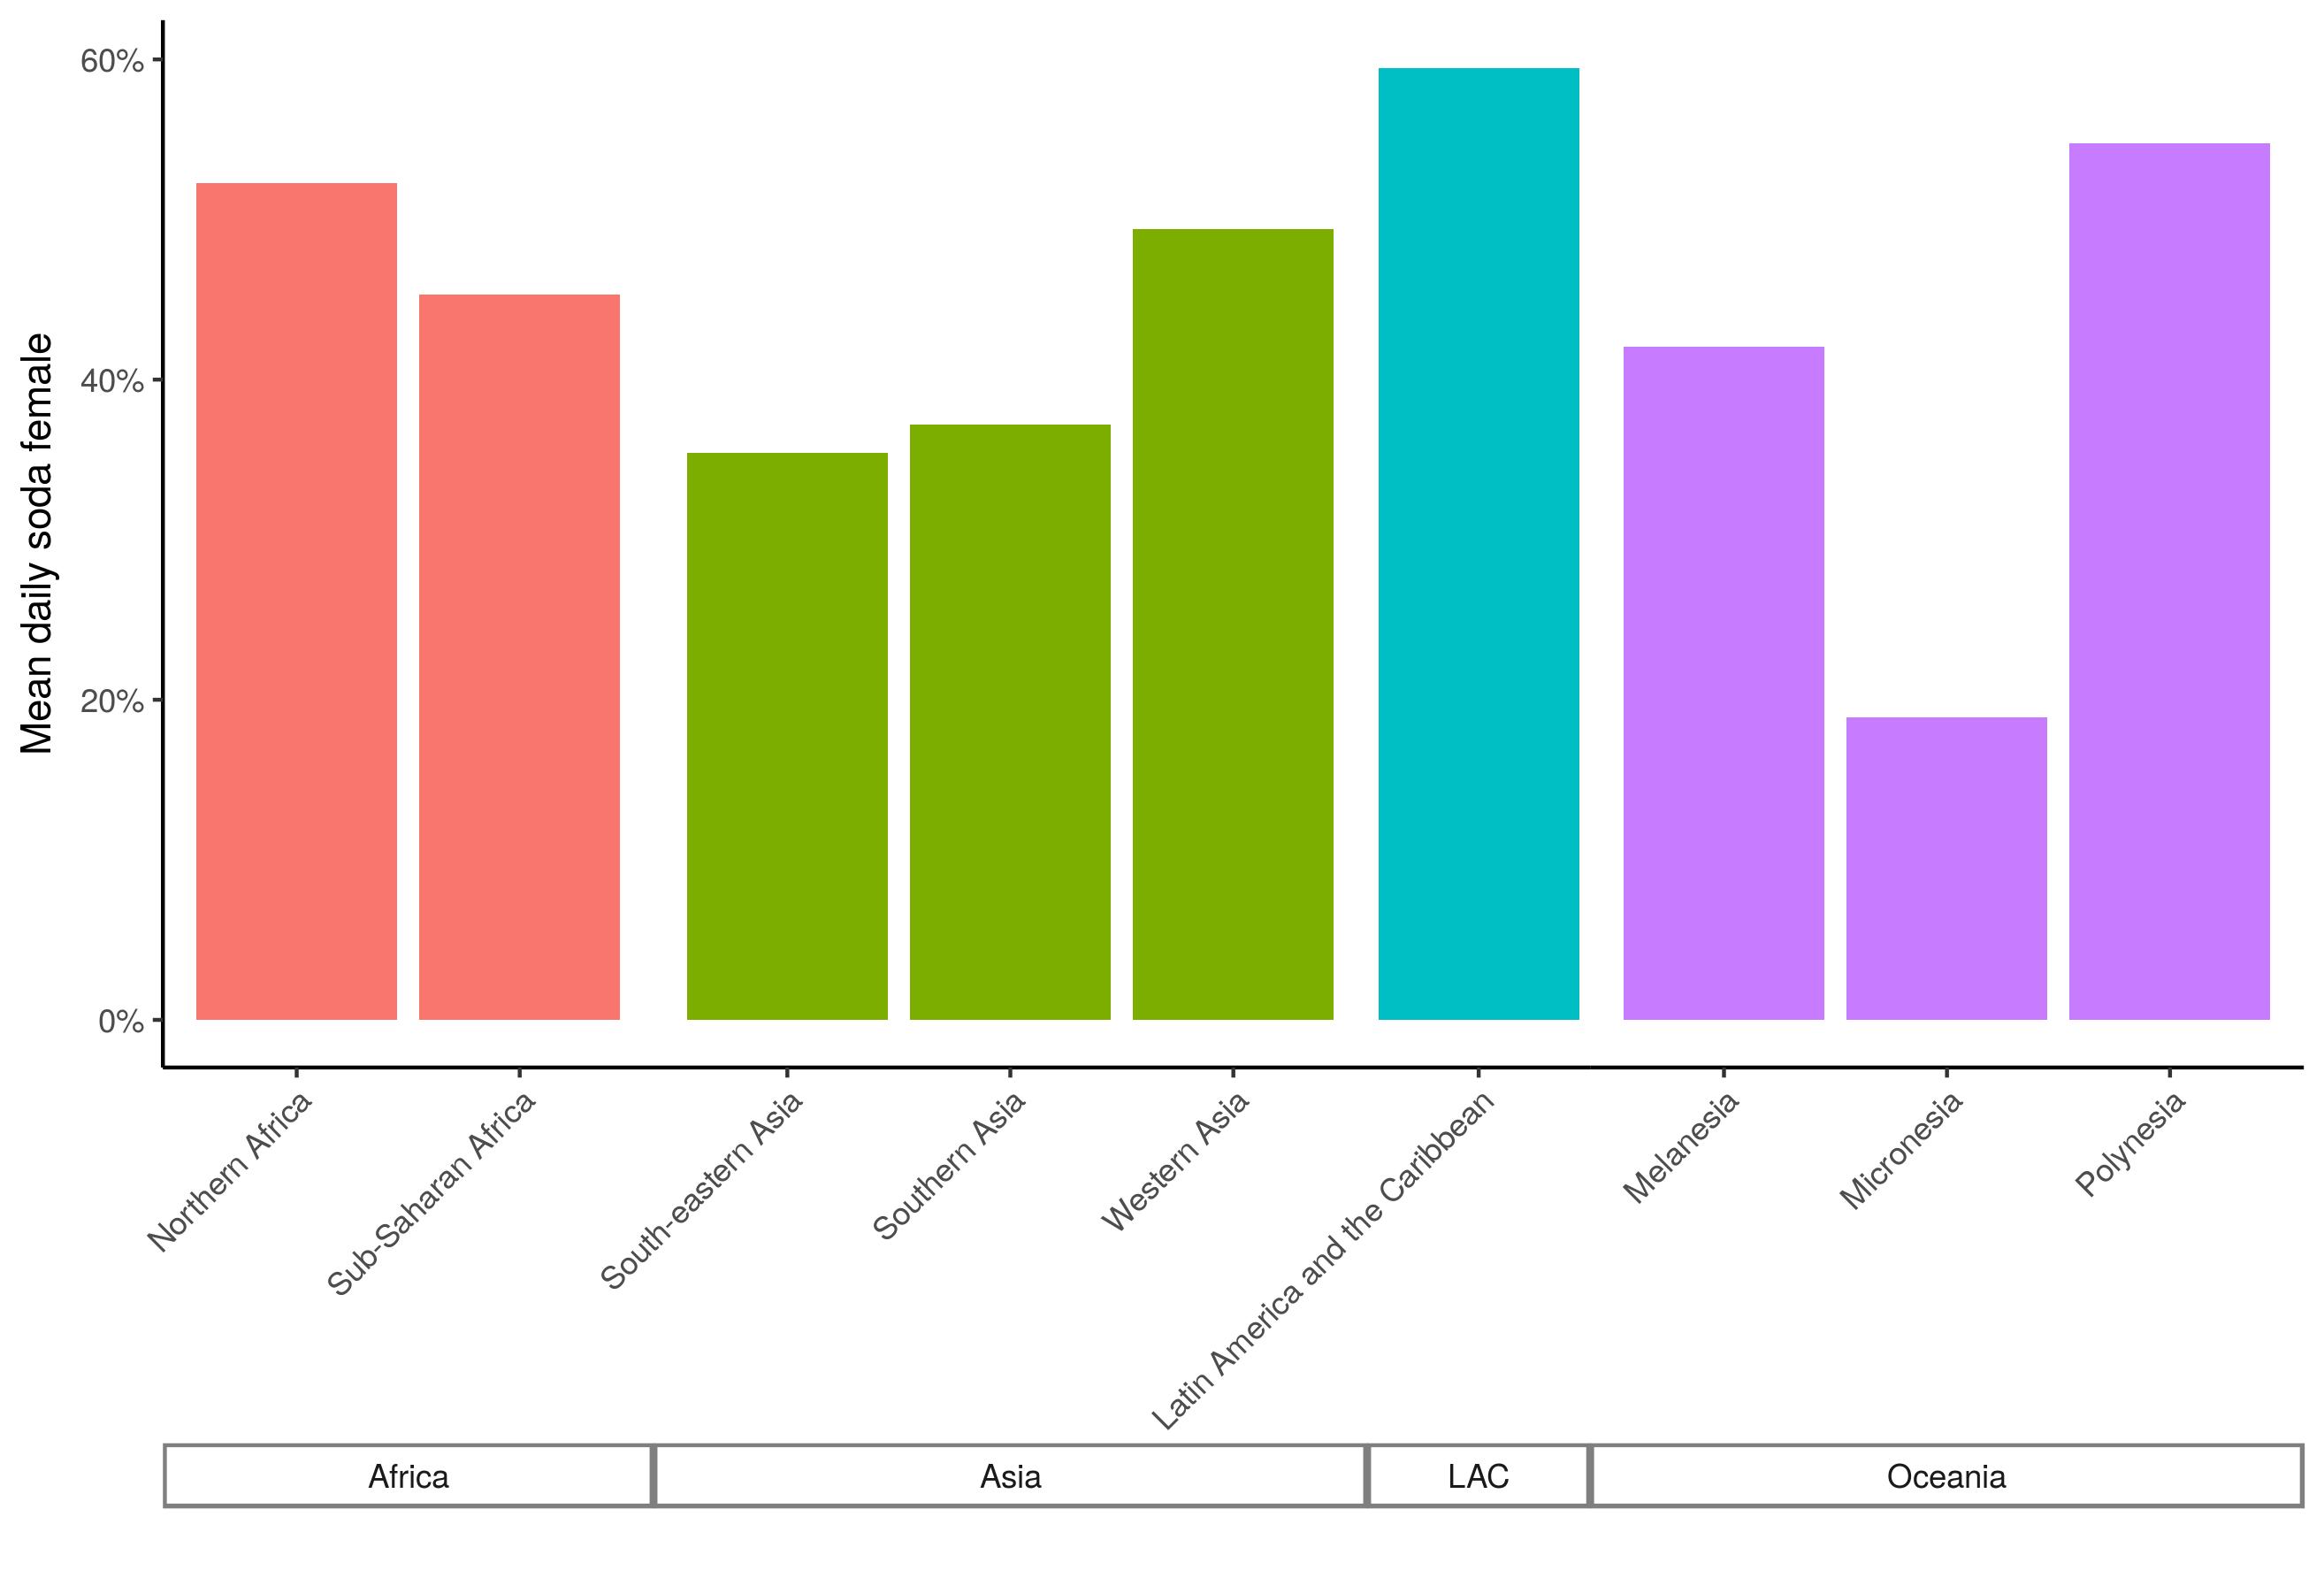 Mean daily soda female
60%
40%
20%
0%
Northern Africa
Sub-Saharan Africa
South-eastern Asia
Southern Asia
Western Asia
Latin America and the Caribbean
Melanesia
Micronesia
Polynesia
Africa
Asia
LAC
Oceania